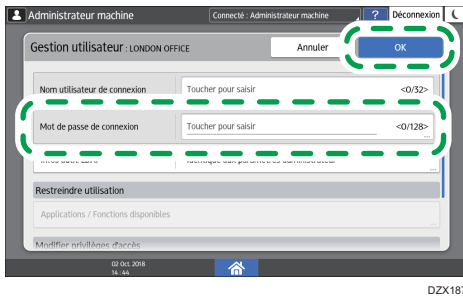 Administrateur machine
Connecté : Administrateur machine
?
Déconnexion
Gestion utilisateur : LONDON OFFICE
Annuler
OK
Nom utilisateur de connexion
Toucher pour saisir
<0/32>
Mot de passe de connexion
Toucher pour saisir
<0/128>
...
...
Restreindre utilisation
Applications / Fonctions disponibles
...
Modifier privilèges d'accès
02 Oct. 2018
14 : 44
DZX187